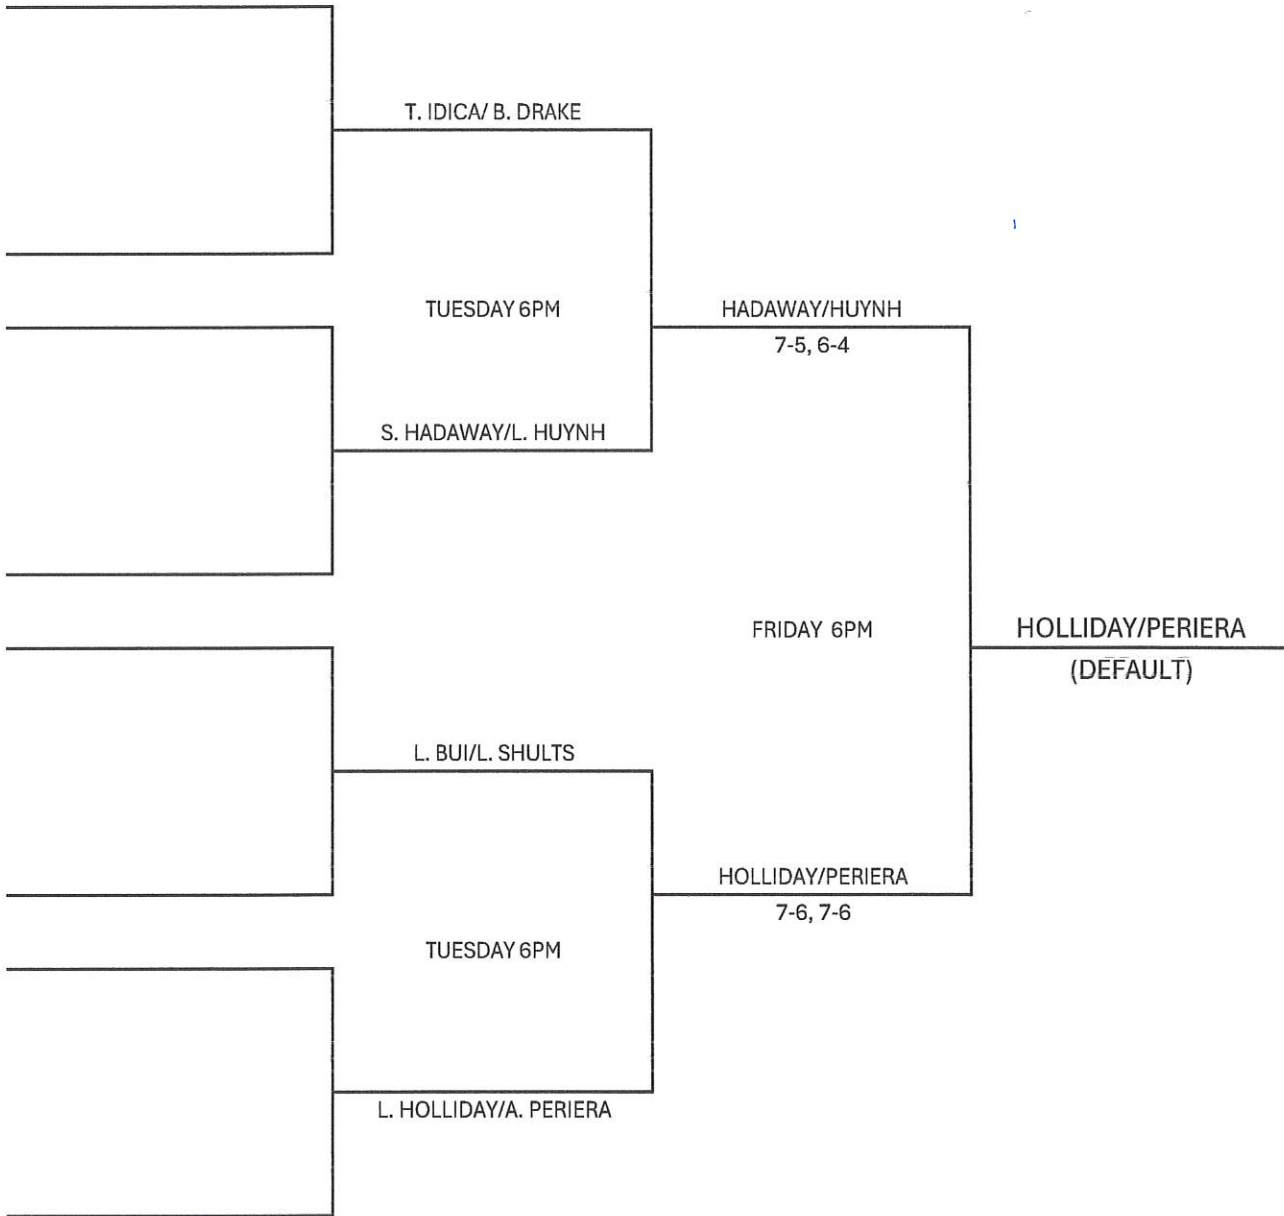 T. IDICA/ B. DRAKE
TUESDAY 6PM
HADAWAY/HUYNH
7-5, 6-4
S. HADAWAY/L. HUYNH
FRIDAY 6PM
HOLLIDAY/PERIERA
(DEFAULT)
L. BUI/L. SHULTS
HOLLIDAY/PERIERA
7-6, 7-6
TUESDAY 6PM
L. HOLLIDAY/A. PERIERA